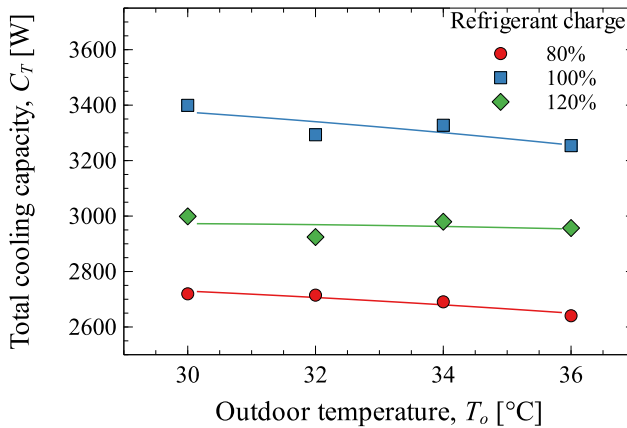 Refrigerant charge
80%
100%
120%
Total cooling capacity, C_T [W]
3600
3400
3200
3000
2800
2600
30 32 34 36
Outdoor temperature, T_o [°C]